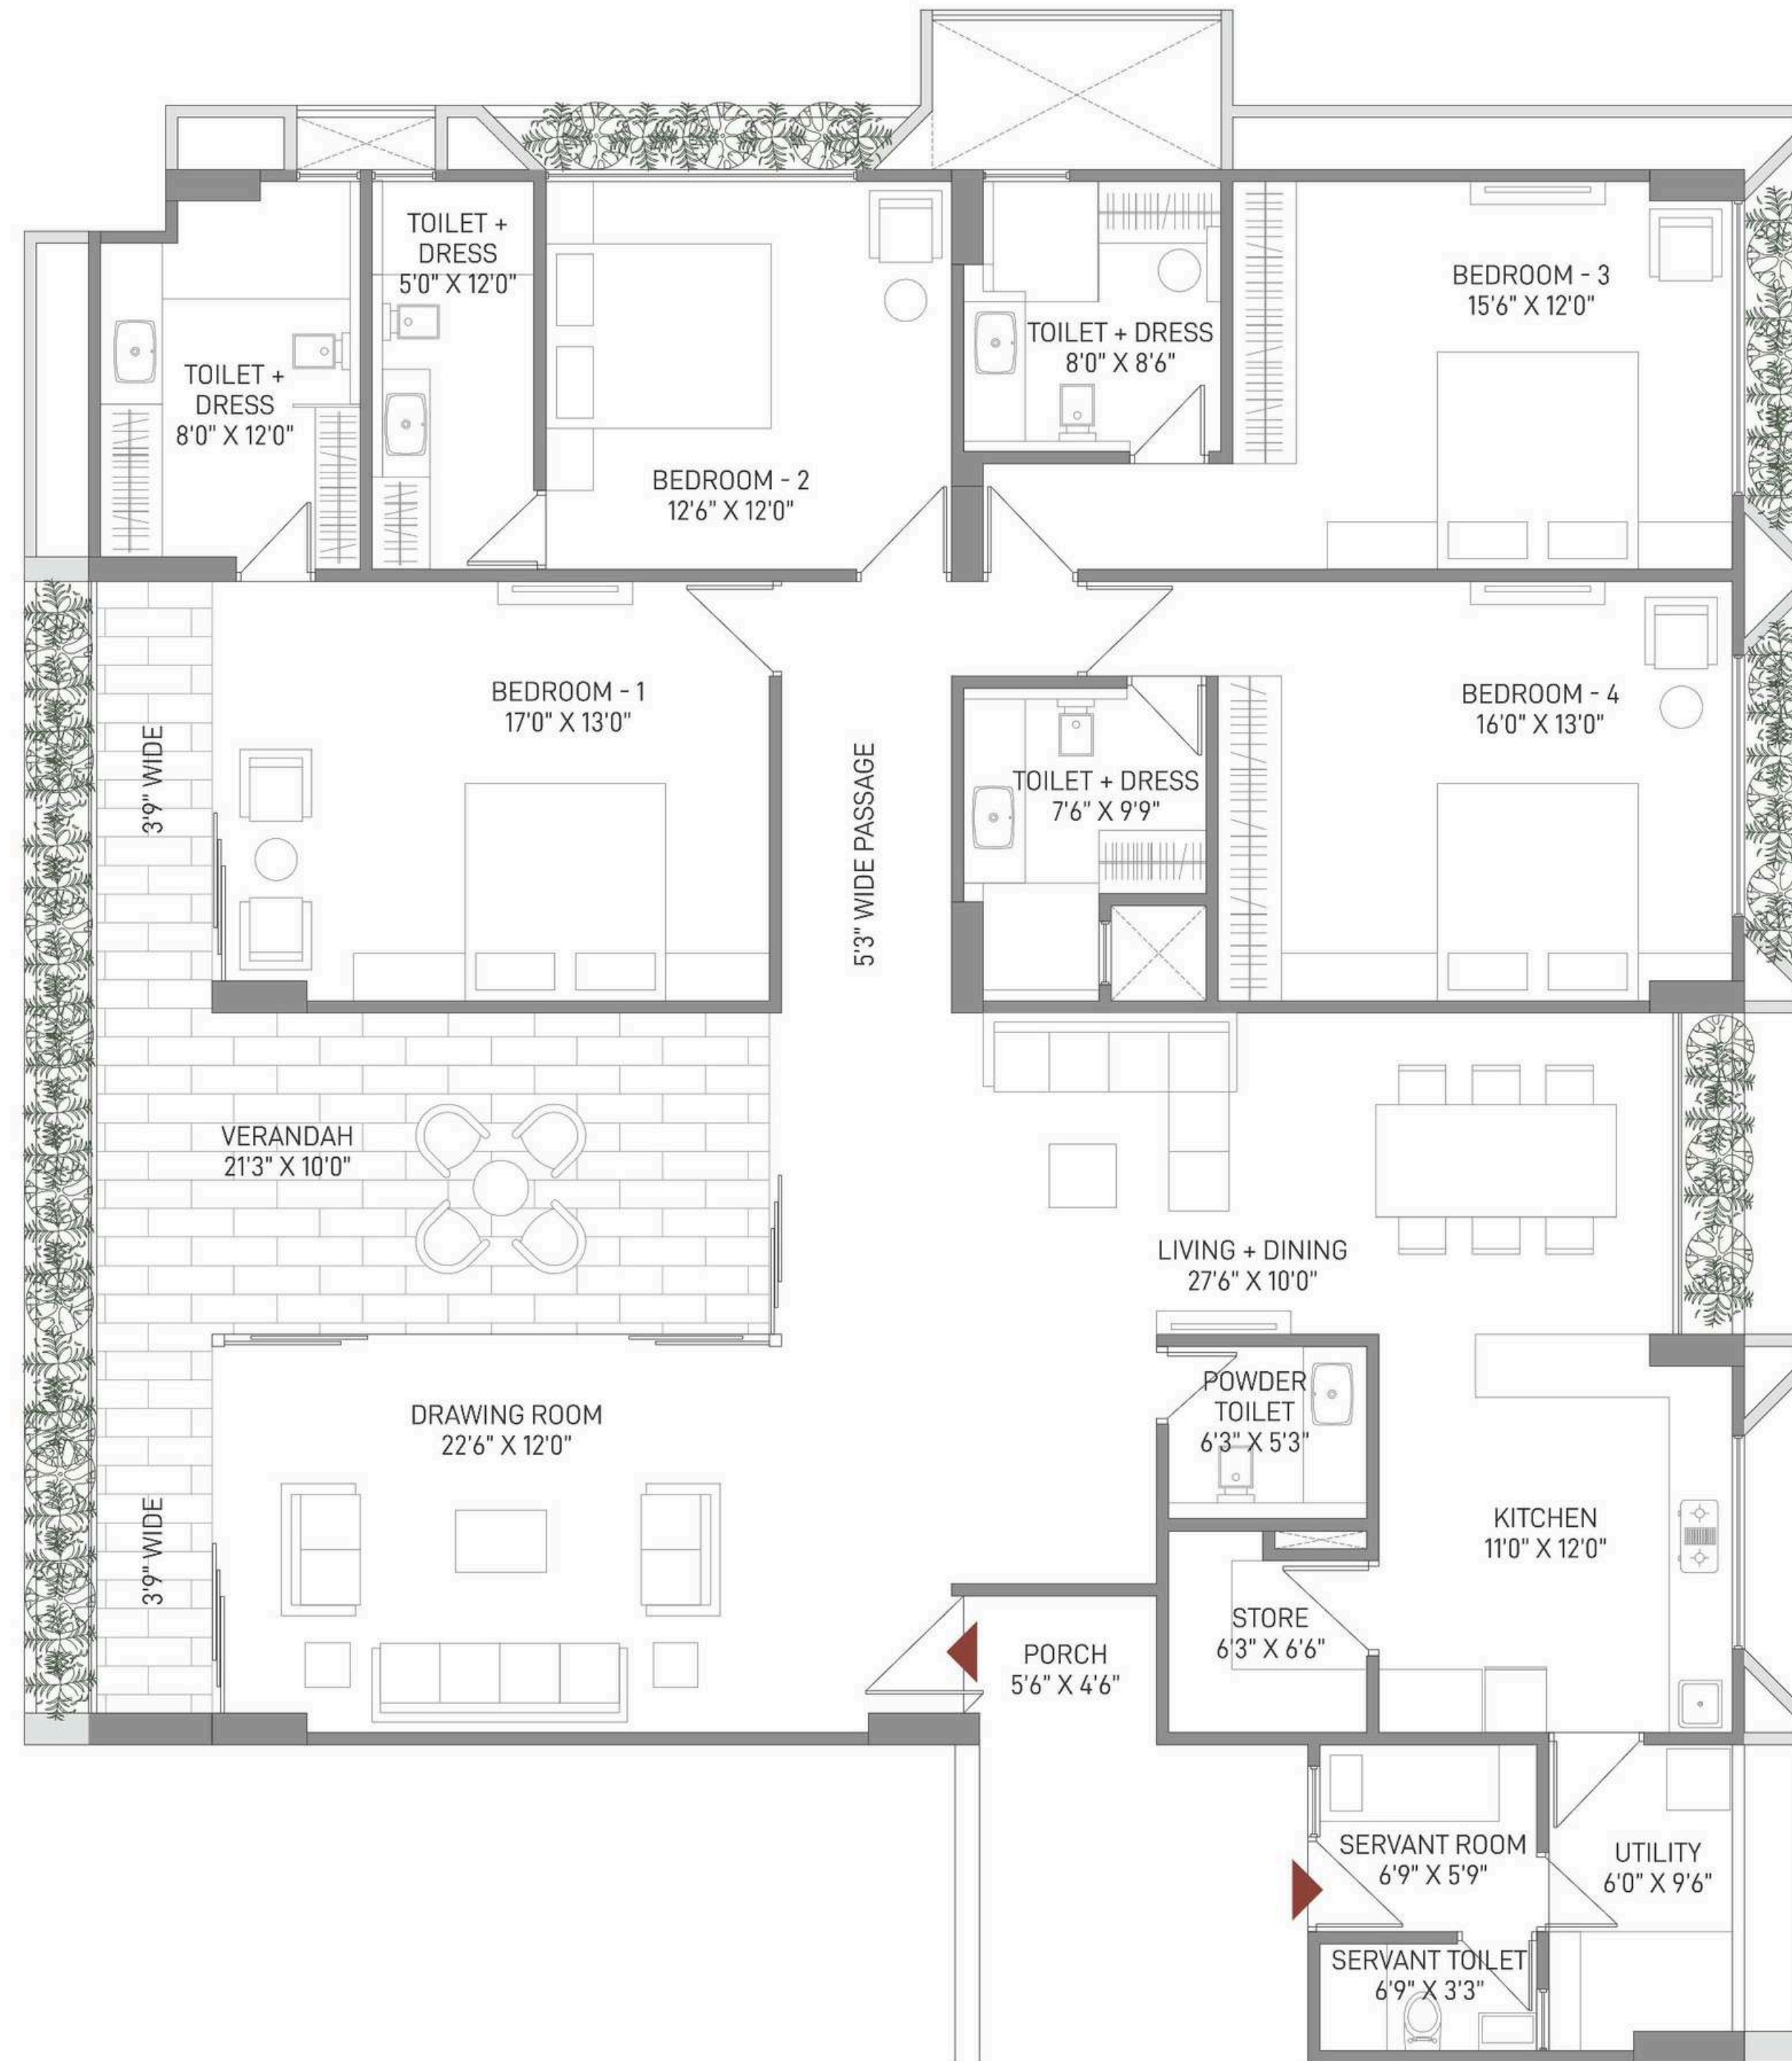 TOILET +
DRESS
5'0" X 12'0"
TOILET +
DRESS
8'0" X 12'0"
BEDROOM - 2
12'6" X 12'0"
TOILET + DRESS
8'0" X 8'6"
BEDROOM - 3
15'6" X 12'0"
BEDROOM - 1
17'0" X 13'0"
3'9" WIDE
5'3" WIDE PASSAGE
TOILET + DRESS
7'6" X 9'9"
BEDROOM - 4
16'0" X 13'0"
VERANDAH
21'3" X 10'0"
LIVING + DINING
27'6" X 10'0"
DRAWING ROOM
22'6" X 12'0"
3'9" WIDE
POWDER
TOILET
6'3" X 5'3"
KITCHEN
11'0" X 12'0"
STORE
6'3" X 6'6"
PORCH
5'6" X 4'6"
SERVANT ROOM
6'9" X 5'9"
UTILITY
6'0" X 9'6"
SERVANT TOILET
6'9" X 3'3"